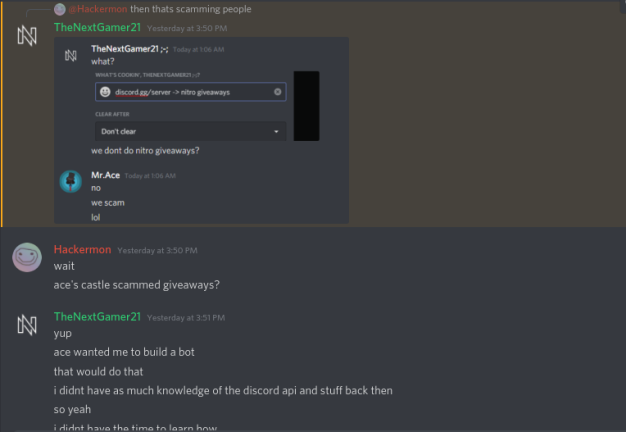 @Hackermon then thats scamming people
TheNextGamer21 Yesterday at 3:50 PM
TheNextGamer21 ;-; Today at 1:06 AM
what?
WHAT'S COOKIN', THENEXTGAMER21 ;-;?
discord.gg/server -> nitro giveaways
CLEAR AFTER
Don't clear
we dont do nitro giveaways?
Mr.Ace Today at 1:06 AM
no
we scam
lol
Hackermon Yesterday at 3:50 PM
wait
ace's castle scammed giveaways?
TheNextGamer21 Yesterday at 3:51 PM
yup
ace wanted me to build a bot
that would do that
i didnt have as much knowledge of the discord api and stuff back then
so yeah
i didnt have the time to learn how